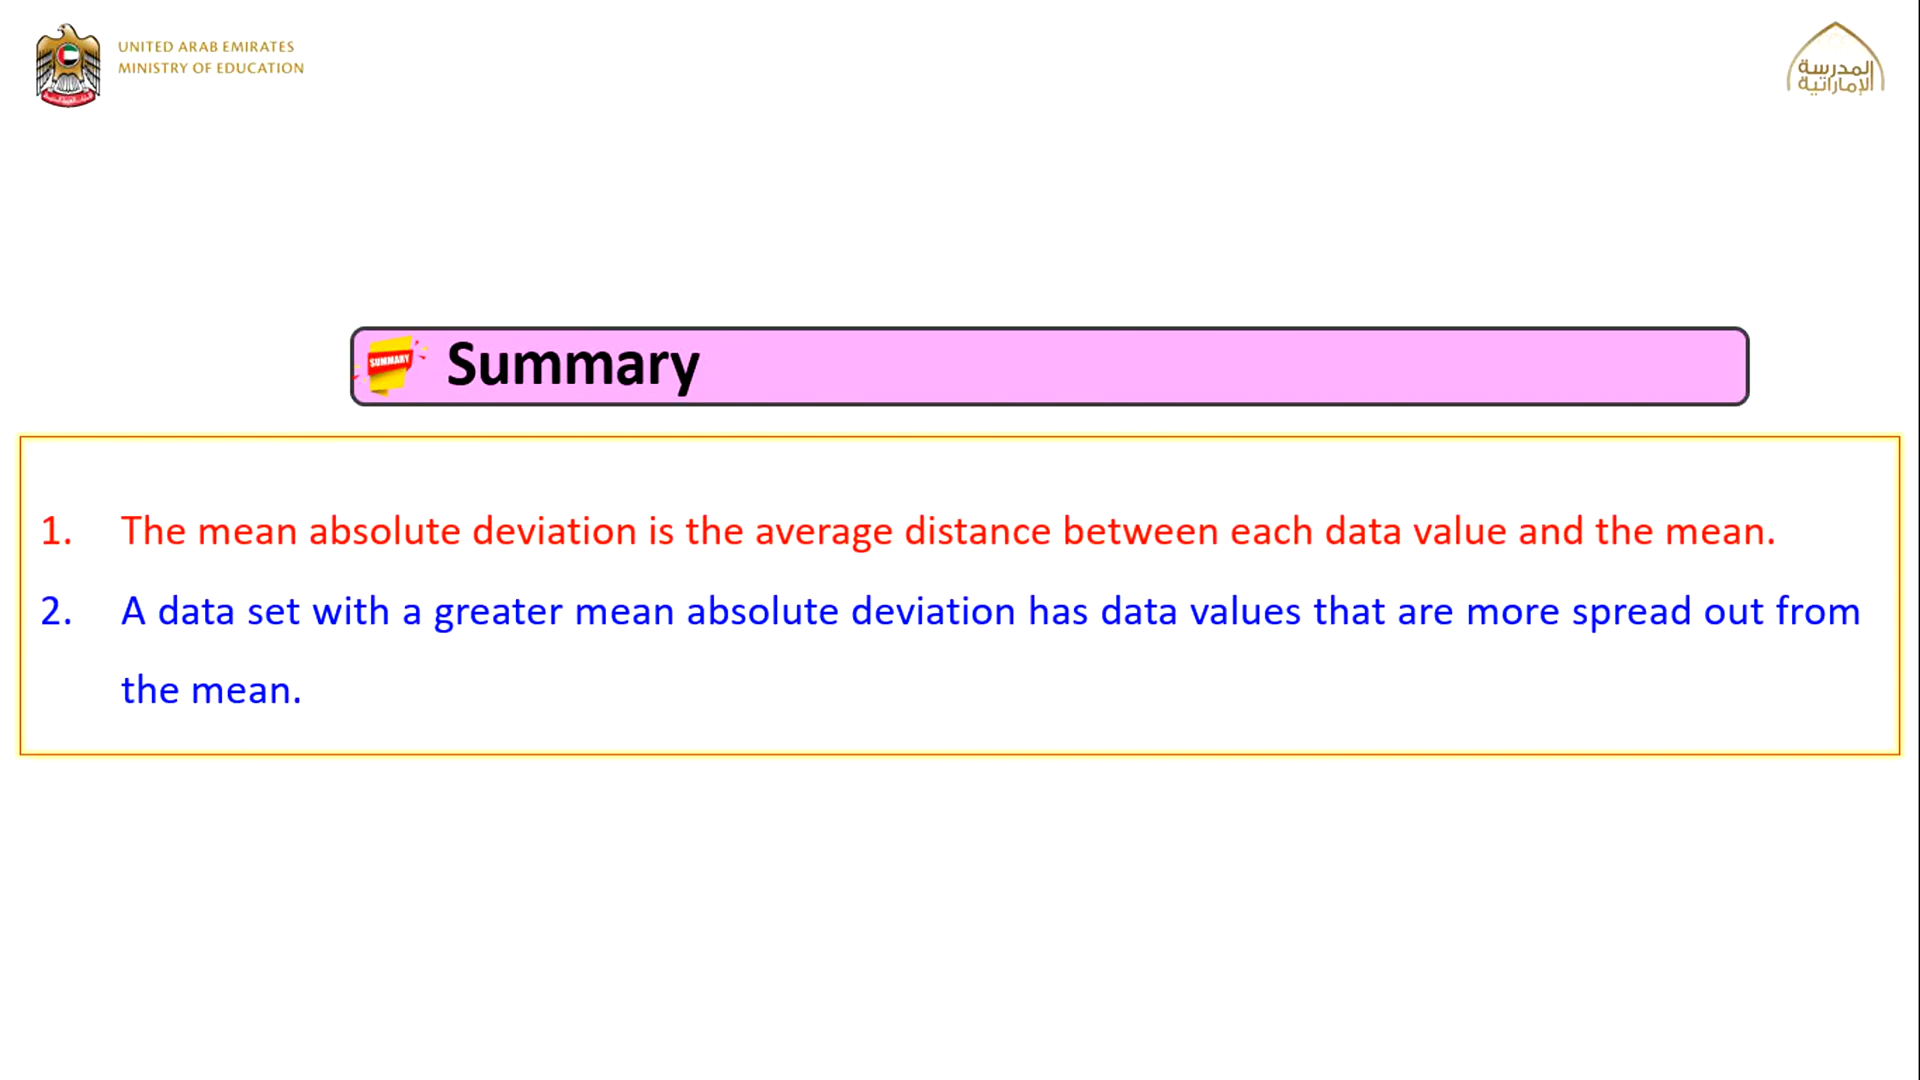 UNITED ARAB EMIRATES
MINISTRY OF EDUCATION
المدرسة
الإماراتية
SUMMARY
Summary
1. The mean absolute deviation is the average distance between each data value and the mean.
2. A data set with a greater mean absolute deviation has data values that are more spread out from
the mean.